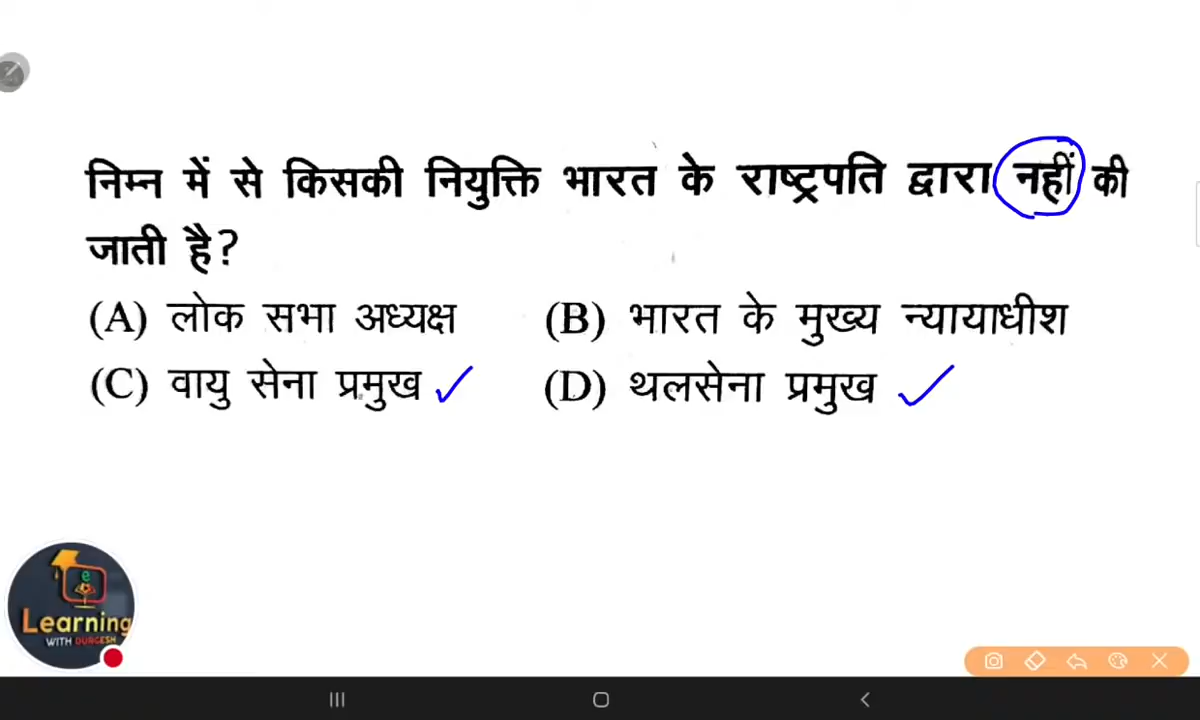 निम्न में से किसकी नियुक्ति भारत के राष्ट्रपति द्वारा नहीं की
जाती है?
(A) लोक सभा अध्यक्ष (B) भारत के मुख्य न्यायाधीश
(C) वायु सेना प्रमुख (D) थलसेना प्रमुख
e
Learning
WITH DURGESH